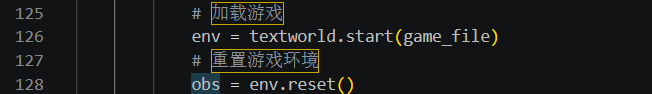 125 # 加载游戏
126 env = textworld.start(game_file)
127 # 重置游戏环境
128 obs = env.reset()